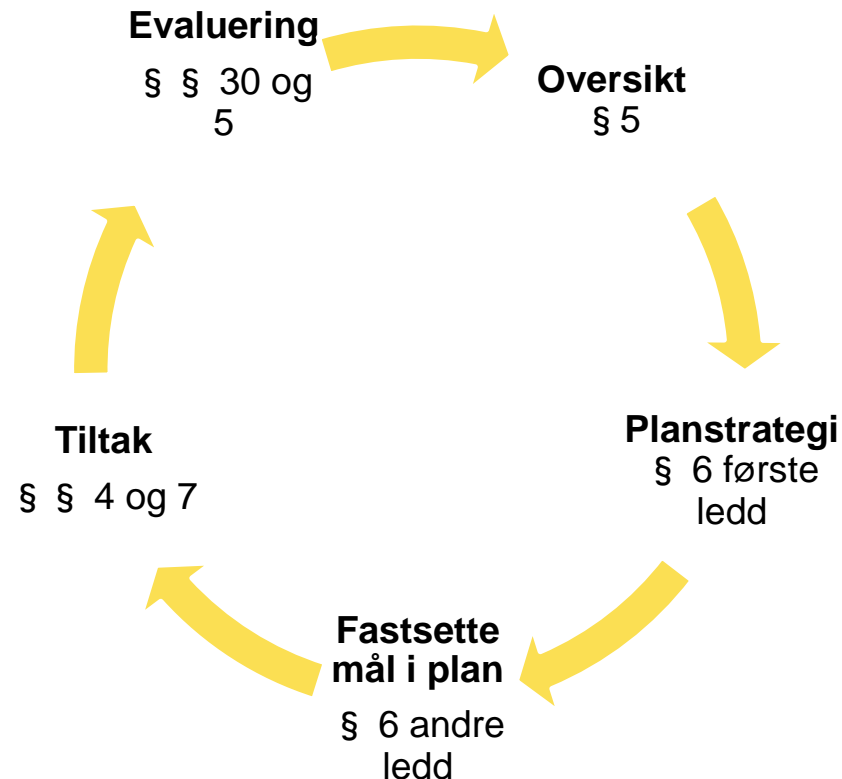 Evaluering
§ § 30 og
5
Oversikt
§ 5
Planstrategi
§ 6 første
ledd
Fastsette
mål i plan
§ 6 andre
ledd
Tiltak
§ § 4 og 7